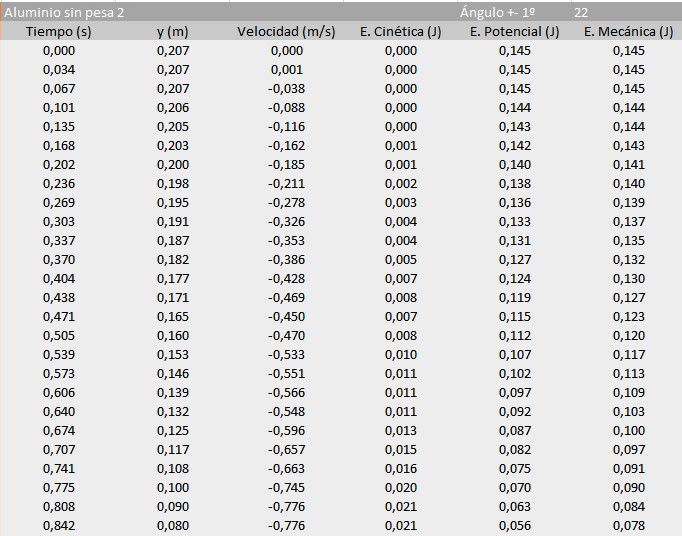 Aluminio sin pesa 2 Ángulo +- 1º 22
Tiempo (s) y (m) Velocidad (m/s) E. Cinética (J) E. Potencial (J) E. Mecánica (J)
0,000 0,207 0,000 0,000 0,145 0,145
0,034 0,207 0,001 0,000 0,145 0,145
0,067 0,207 -0,038 0,000 0,145 0,145
0,101 0,206 -0,088 0,000 0,144 0,144
0,135 0,205 -0,116 0,000 0,143 0,144
0,168 0,203 -0,162 0,001 0,142 0,143
0,202 0,200 -0,185 0,001 0,140 0,141
0,236 0,198 -0,211 0,002 0,138 0,140
0,269 0,195 -0,278 0,003 0,136 0,139
0,303 0,191 -0,326 0,004 0,133 0,137
0,337 0,187 -0,353 0,004 0,131 0,135
0,370 0,182 -0,386 0,005 0,127 0,132
0,404 0,177 -0,428 0,007 0,124 0,130
0,438 0,171 -0,469 0,008 0,119 0,127
0,471 0,165 -0,450 0,007 0,115 0,123
0,505 0,160 -0,470 0,008 0,112 0,120
0,539 0,153 -0,533 0,010 0,107 0,117
0,573 0,146 -0,551 0,011 0,102 0,113
0,606 0,139 -0,566 0,011 0,097 0,109
0,640 0,132 -0,548 0,011 0,092 0,103
0,674 0,125 -0,596 0,013 0,087 0,100
0,707 0,117 -0,657 0,015 0,082 0,097
0,741 0,108 -0,663 0,016 0,075 0,091
0,775 0,100 -0,745 0,020 0,070 0,090
0,808 0,090 -0,776 0,021 0,063 0,084
0,842 0,080 -0,776 0,021 0,056 0,078